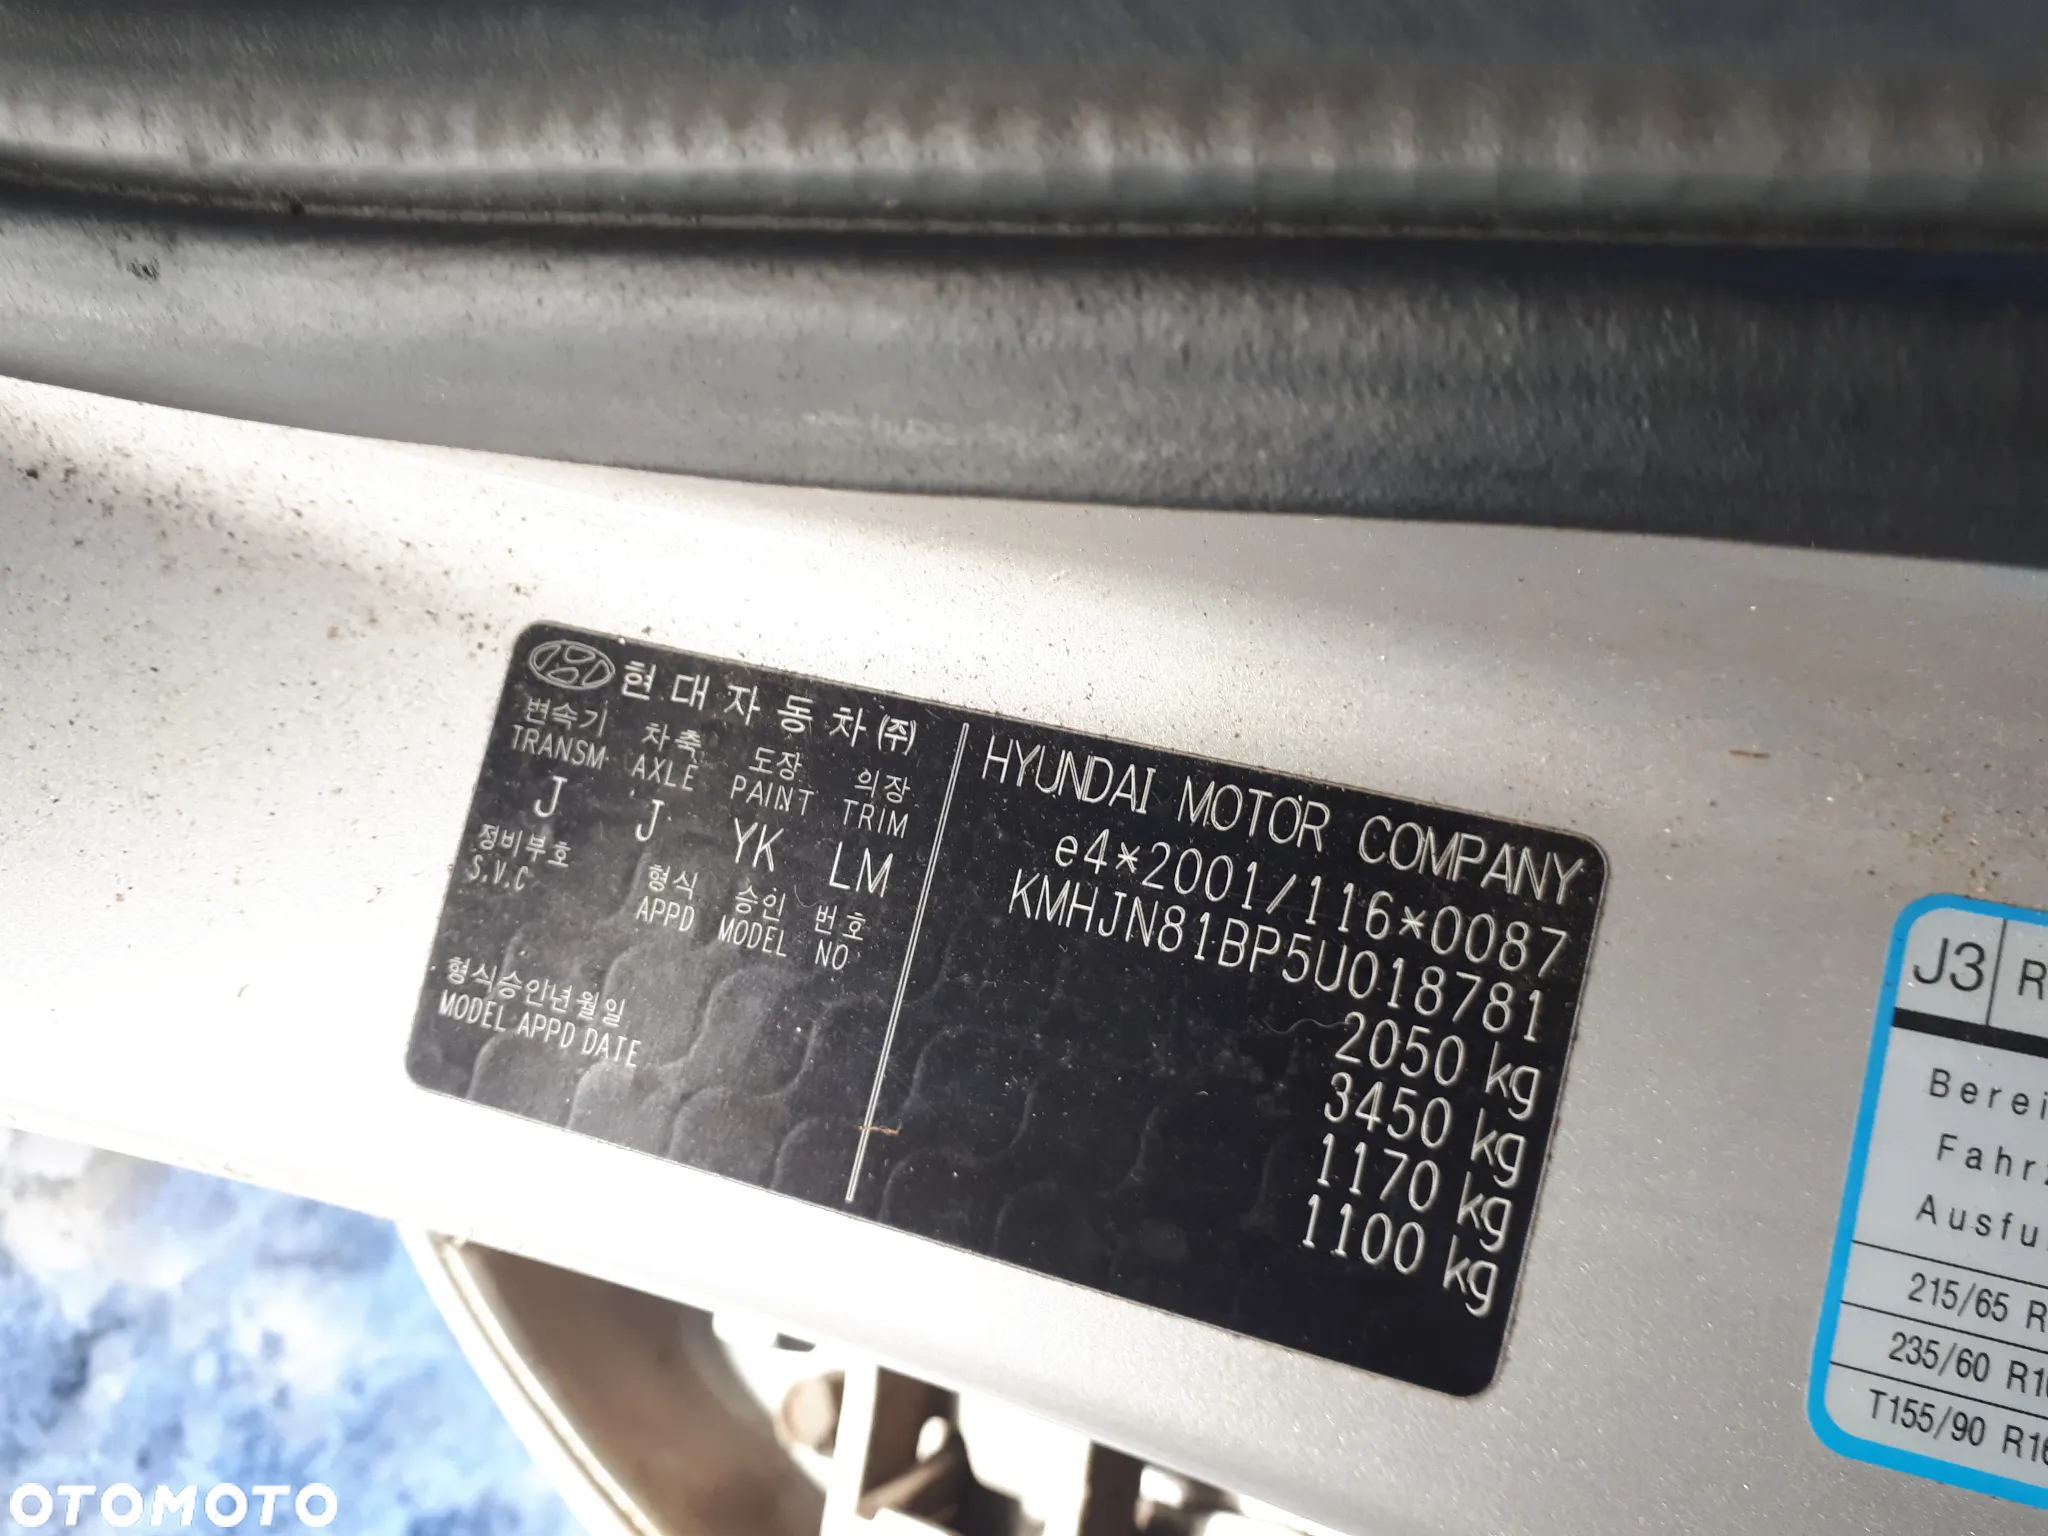 현대자동차(주)
변속기 차축 도장 의장
TRANSM AXLE PAINT TRIM
J J YK LM
정비부호 형식 승인 번호
S.V.C APPD MODEL NO
형식승인년월일
MODEL APPD DATE
HYUNDAI MOTOR COMPANY
e4*2001/116*0087
KMHJN81BP5U018781
2050 kg
3450 kg
1170 kg
1100 kg
J3 R
Berei
Fahrz
Ausfu
215/65 R
235/60 R16
T155/90 R16
OTOMOTO